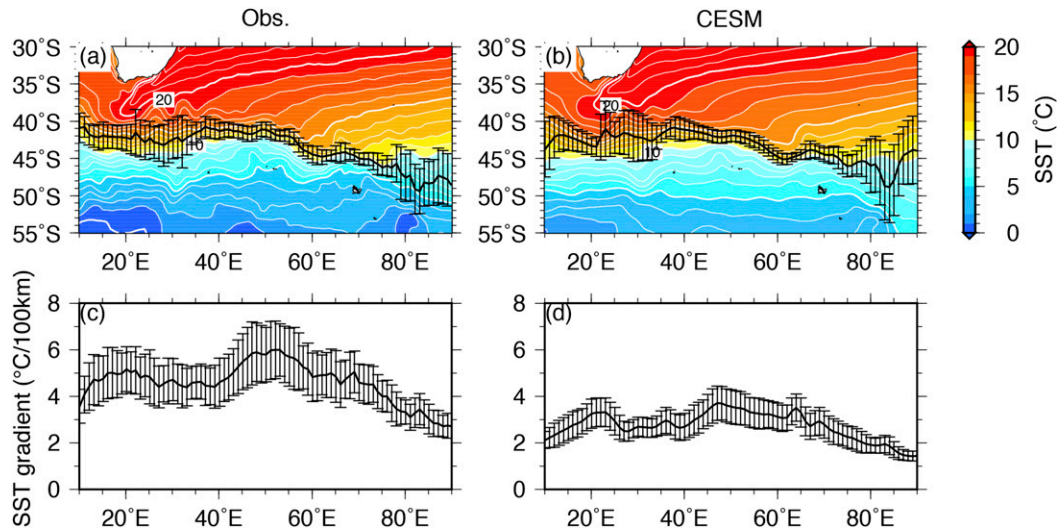 Obs.
CESM
(a)
30°S
35°S
40°S
45°S
50°S
55°S
20
10
20°E
40°E
60°E
80°E
(b)
30°S
35°S
40°S
45°S
50°S
55°S
20
10
20°E
40°E
60°E
80°E
20
15
10
5
0
SST (°C)
SST gradient (°C/100km)
(c)
8
6
4
2
0
20°E
40°E
60°E
80°E
(d)
8
6
4
2
0
20°E
40°E
60°E
80°E